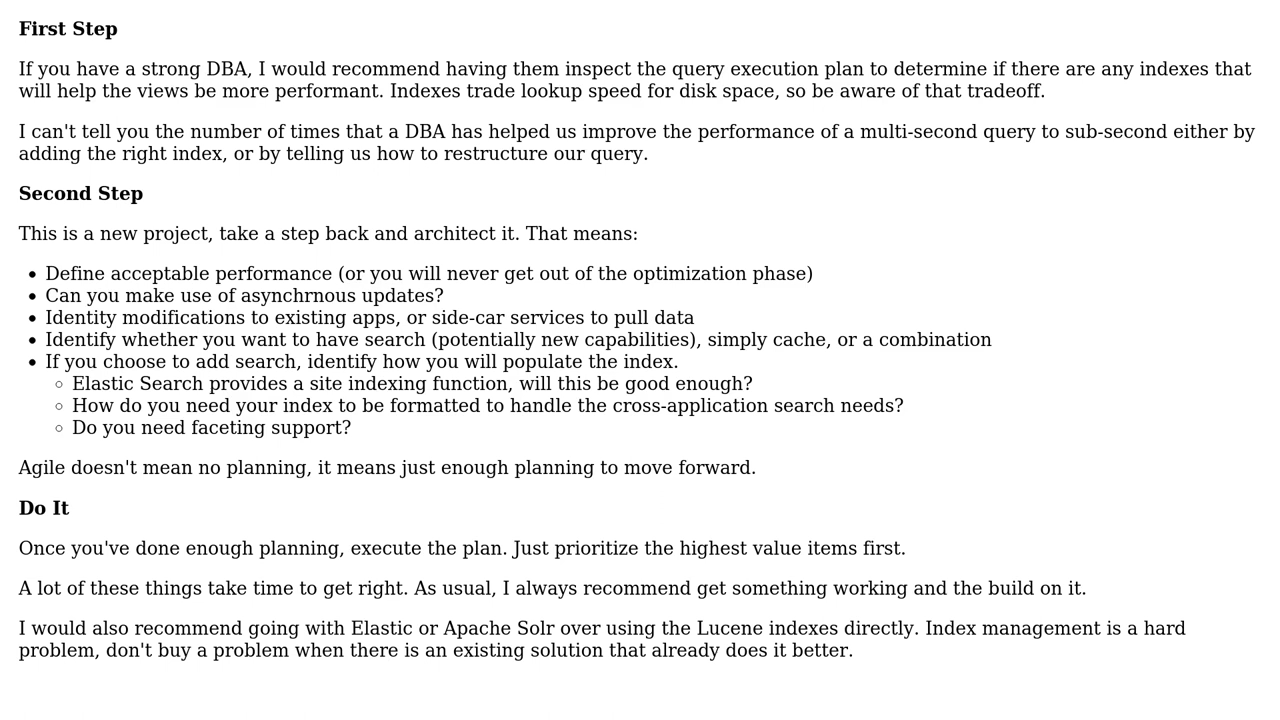 First Step
If you have a strong DBA, I would recommend having them inspect the query execution plan to determine if there are any indexes that
will help the views be more performant. Indexes trade lookup speed for disk space, so be aware of that tradeoff.
I can't tell you the number of times that a DBA has helped us improve the performance of a multi-second query to sub-second either by
adding the right index, or by telling us how to restructure our query.
Second Step
This is a new project, take a step back and architect it. That means:
• Define acceptable performance (or you will never get out of the optimization phase)
• Can you make use of asynchrnous updates?
• Identity modifications to existing apps, or side-car services to pull data
• Identify whether you want to have search (potentially new capabilities), simply cache, or a combination
• If you choose to add search, identify how you will populate the index.
◦ Elastic Search provides a site indexing function, will this be good enough?
◦ How do you need your index to be formatted to handle the cross-application search needs?
◦ Do you need faceting support?
Agile doesn't mean no planning, it means just enough planning to move forward.
Do It
Once you've done enough planning, execute the plan. Just prioritize the highest value items first.
A lot of these things take time to get right. As usual, I always recommend get something working and the build on it.
I would also recommend going with Elastic or Apache Solr over using the Lucene indexes directly. Index management is a hard
problem, don't buy a problem when there is an existing solution that already does it better.